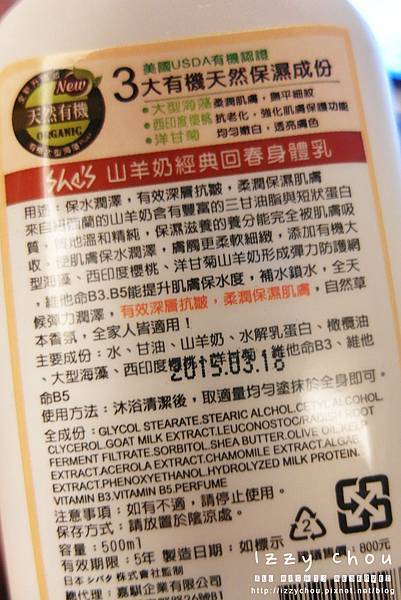 美國USDA有機認證
3大有機天然保濕成份
New
天然有機
ORGANIC
•大型海藻 柔潤肌膚，撫平細紋
•西印度櫻桃 抗老化，強化肌膚保護功能
•洋甘菊 均勻嫩白，透亮膚色
She's 山羊奶經典回春身體乳
用途：保水潤澤，有效深層抗皺，柔潤保濕肌膚
來自紐西蘭的山羊奶含有豐富的三甘油脂與短狀蛋白
質，質地溫和精純，保濕滋養的養分能完全被肌膚吸
收，使肌膚保水潤澤，膚觸更柔軟細緻，添加有機大
型海藻、西印度櫻桃、洋甘菊山羊奶形成彈力防護網
，維他命B3.B5能提升肌膚保水度，補水鎖水，全天
候彈力潤澤，有效深層抗皺，柔潤保濕肌膚，自然草
本香氛，全家人皆適用！
主要成份：水、甘油、山羊奶、水解乳蛋白、橄欖油
、大型海藻、西印度櫻桃、維他命B3、維他
命B5
2015.03.18
使用方法：沐浴清潔後，取適量均勻塗抹於全身即可。
全成份：GLYCOL STEARATE.STEARIC ALCHOL.CETYL ALCOHOL.
GLYCEROL.GOAT MILK EXTRACT.LEUCONOSTOC/RADISH ROOT
FERMENT FILTRATE.SORBITOL.SHEA BUTTER.OLIVE OIL.KELP
EXTRACT.ACEROLA EXTRACT.CHAMOMILE EXTRACT.ALGAE
EXTRACT.PHENOXYETHANOL.HYDROLYZED MILK PROTEIN.
VITAMIN B3.VITAMIN B5.PERFUME
注意事項：如有不適，請停止使用。
保存方式：請放置於陰涼處。
2
容量：500ml
有效期限：5年 製造日期：如標示
建議售價：800元
日本シバタ株式会社監制
總代理：嘉馸企業有限公司
Izzy chou
ALL RIGHTS RESERVED
http://izzychou.pixnet.net/blog